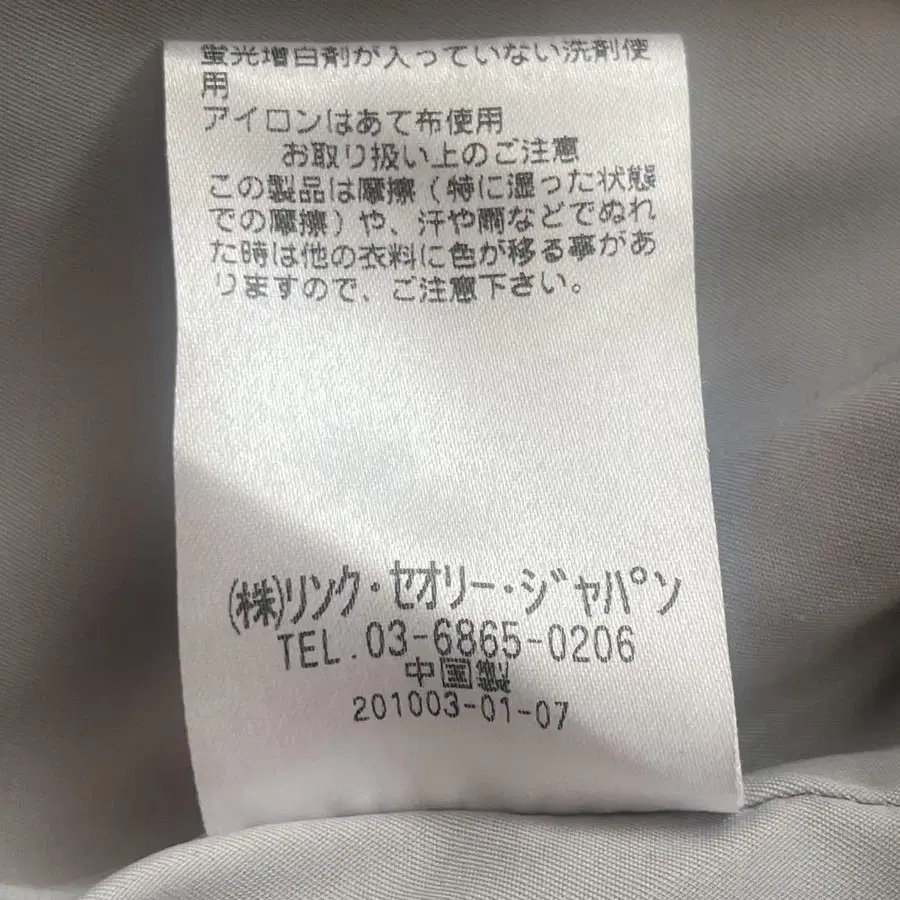 蛍光増白剤が入っていない洗剤使
用
アイロンはあて布使用
お取り扱い上のご注意
この製品は摩擦（特に湿った状態
での摩擦）や、汗や雨などでぬれ
た時は他の衣料に色が移る事があ
りますので、ご注意下さい。
(株)リンク・セオリー・ジャパン
TEL.03-6865-0206
中国製
201003-01-07